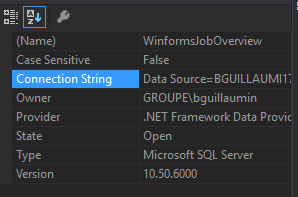 (Name) WinformsJobOverview
Case Sensitive False
Connection String Data Source=BGUILLAUMI17
Owner GROUPE\bguillaumin
Provider .NET Framework Data Provic
State Open
Type Microsoft SQL Server
Version 10.50.6000